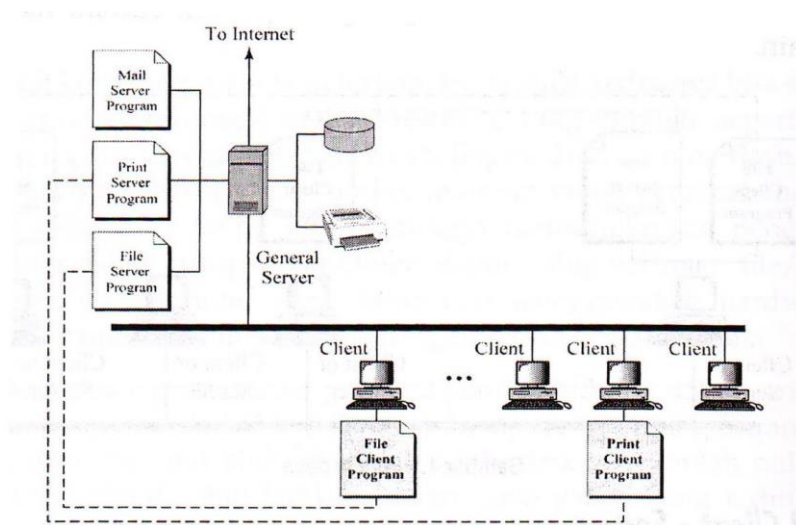 To Internet
Mail
Server
Program
Print
Server
Program
File
Server
Program
General
Server
Client
Client
Client
Client
...
File
Client
Program
Print
Client
Program